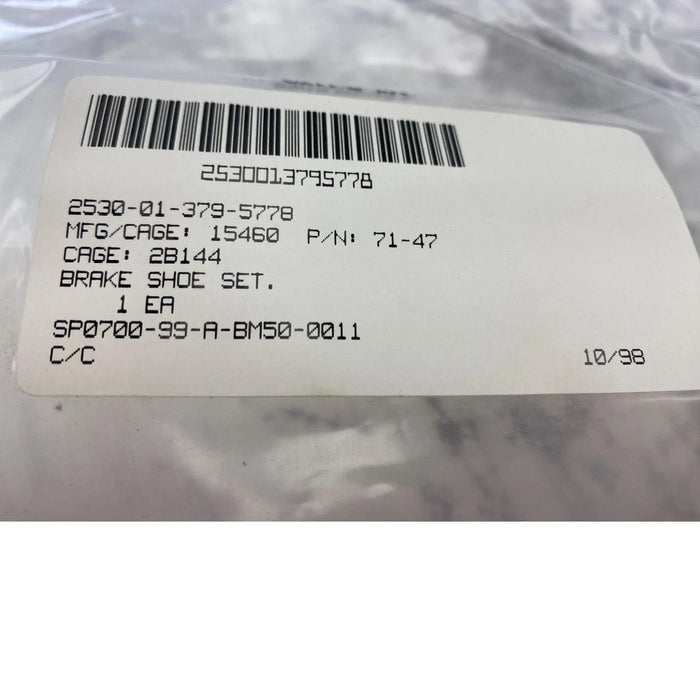 2530013795778
2530-01-379-5778
MFG/CAGE: 15460 P/N: 71-47
CAGE: 2B144
BRAKE SHOE SET.
1 EA
SP0700-99-A-BM50-0011
C/C 10/98